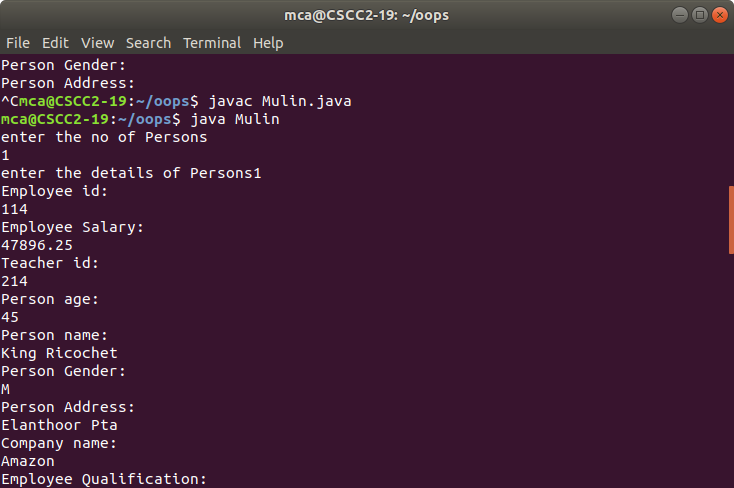 mca@CSCC2-19: ~/oops
File Edit View Search Terminal Help
Person Gender:
Person Address:
^Cmca@CSCC2-19:~/oops$ javac Mulin.java
mca@CSCC2-19:~/oops$ java Mulin
enter the no of Persons
1
enter the details of Persons1
Employee id:
114
Employee Salary:
47896.25
Teacher id:
214
Person age:
45
Person name:
King Ricochet
Person Gender:
M
Person Address:
Elanthoor Pta
Company name:
Amazon
Employee Qualification: